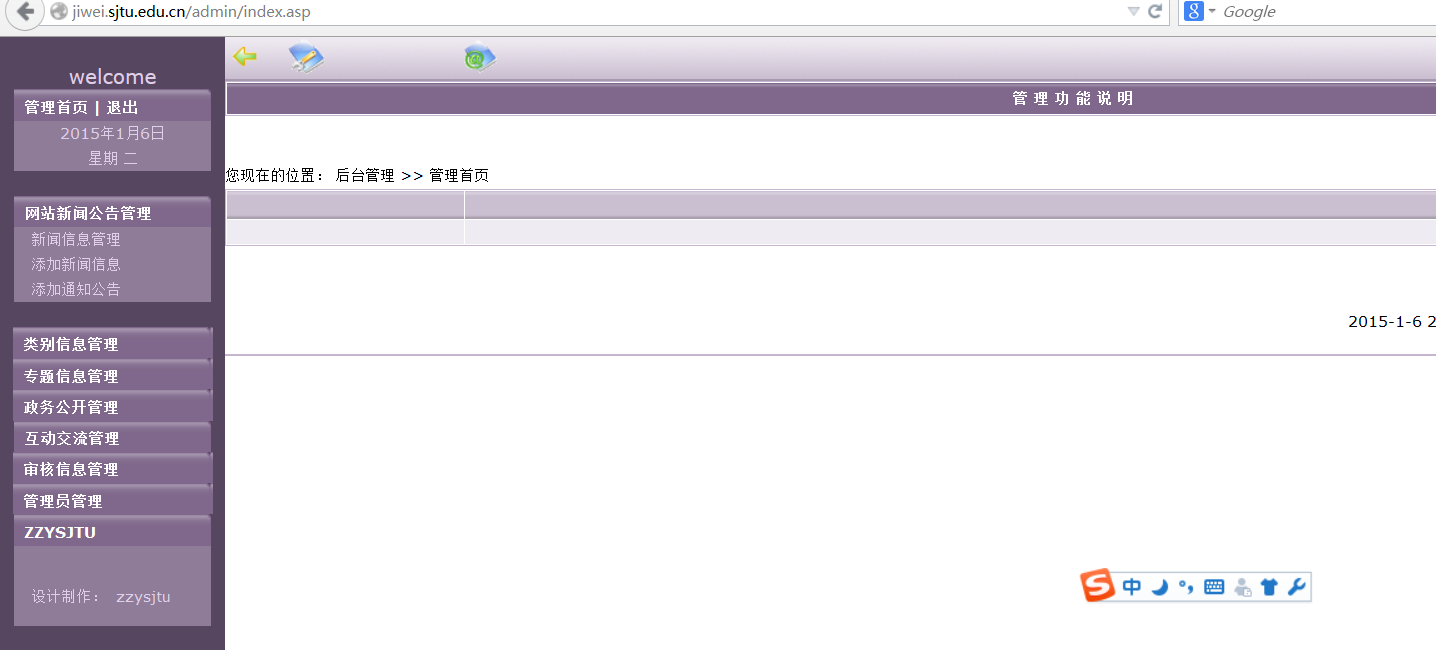 jiwei.sjtu.edu.cn/admin/index.asp
8 Google
welcome
管理首页 | 退出
2015年1月6日
星期 二
网站新闻公告管理
新闻信息管理
添加新闻信息
添加通知公告
类别信息管理
专题信息管理
政务公开管理
互动交流管理
审核信息管理
管理员管理
ZZYSJTU
设计制作： zzysjtu
管 理 功 能 说 明
您现在的位置： 后台管理 >> 管理首页
2015-1-6 2
S 中